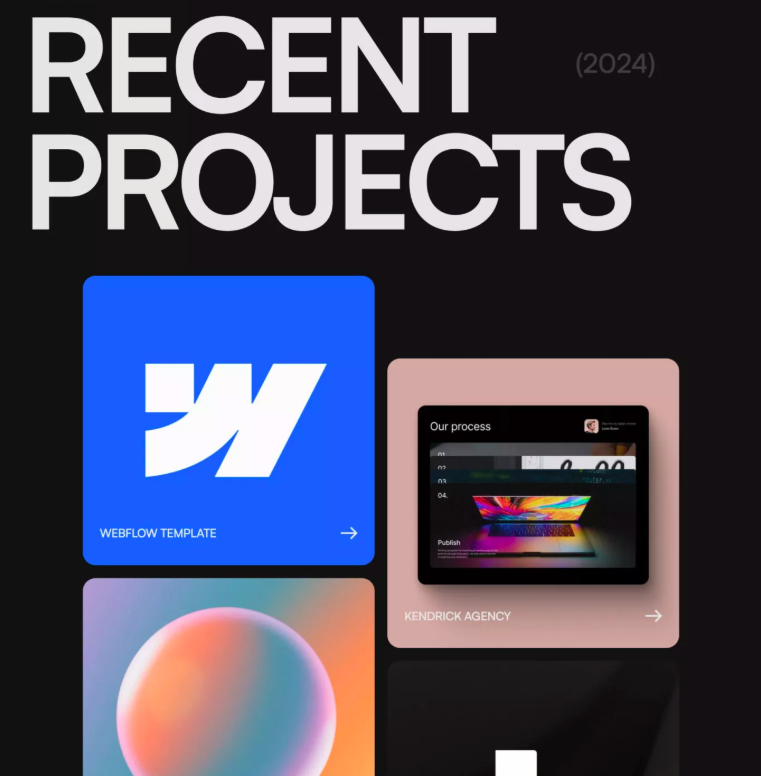 RECENT
(2024)
PROJECTS
WEBFLOW TEMPLATE
Our process
01.
02.
03.
04.
Publish
KENDRICK AGENCY